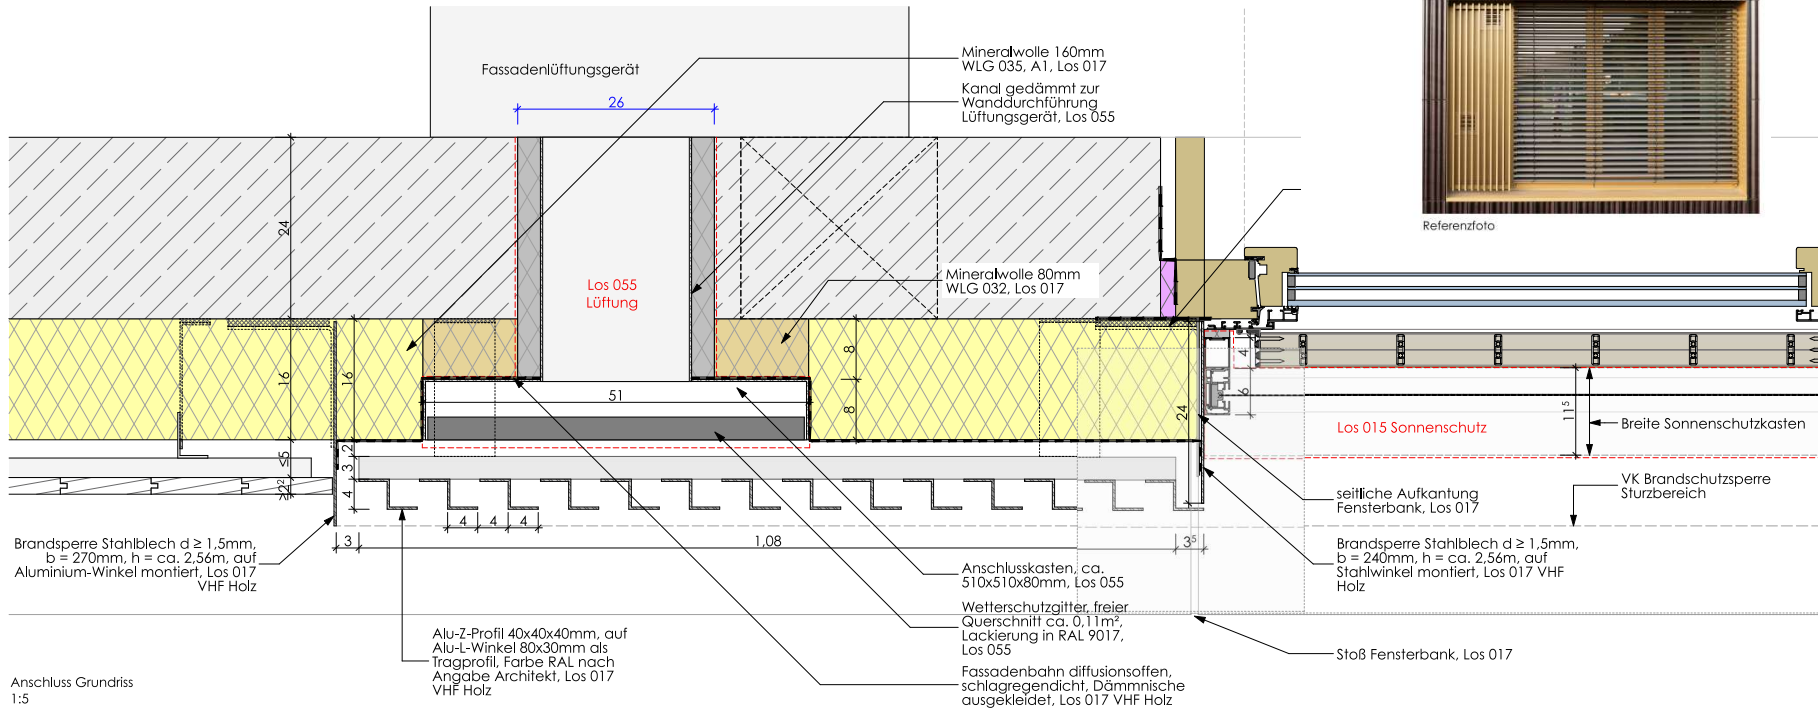 Fassadenlüftungsgerät
26
Mineralwolle 160mm
WLG 035, A1, Los 017
Kanal gedämmt zur
Wanddurchführung
Lüftungsgerät, Los 055
Referenzfoto
24
Los 055
Lüftung
Mineralwolle 80mm
WLG 032, Los 017
16
16
8
8
51
4
6
24
11⁵
Los 015 Sonnenschutz
Breite Sonnenschutzkasten
≤5
≥2²
2
3
4
4
4
4
3
1,08
3⁵
seitliche Aufkantung
Fensterbank, Los 017
VK Brandschutzsperre
Sturzbereich
Brandsperre Stahlblech d ≥ 1,5mm,
b = 270mm, h = ca. 2,56m, auf
Aluminium-Winkel montiert, Los 017
VHF Holz
Anschlusskasten, ca.
510x510x80mm, Los 055
Brandsperre Stahlblech d ≥ 1,5mm,
b = 240mm, h = ca. 2,56m, auf
Stahlwinkel montiert, Los 017 VHF
Holz
Wetterschutzgitter, freier
Querschnitt ca. 0,11m²,
Lackierung in RAL 9017,
Los 055
Alu-Z-Profil 40x40x40mm, auf
Alu-L-Winkel 80x30mm als
Tragprofil, Farbe RAL nach
Angabe Architekt, Los 017
VHF Holz
Stoß Fensterbank, Los 017
Fassadenbahn diffusionsoffen,
schlagregendicht, Dämmnische
ausgekleidet, Los 017 VHF Holz
Anschluss Grundriss
1:5